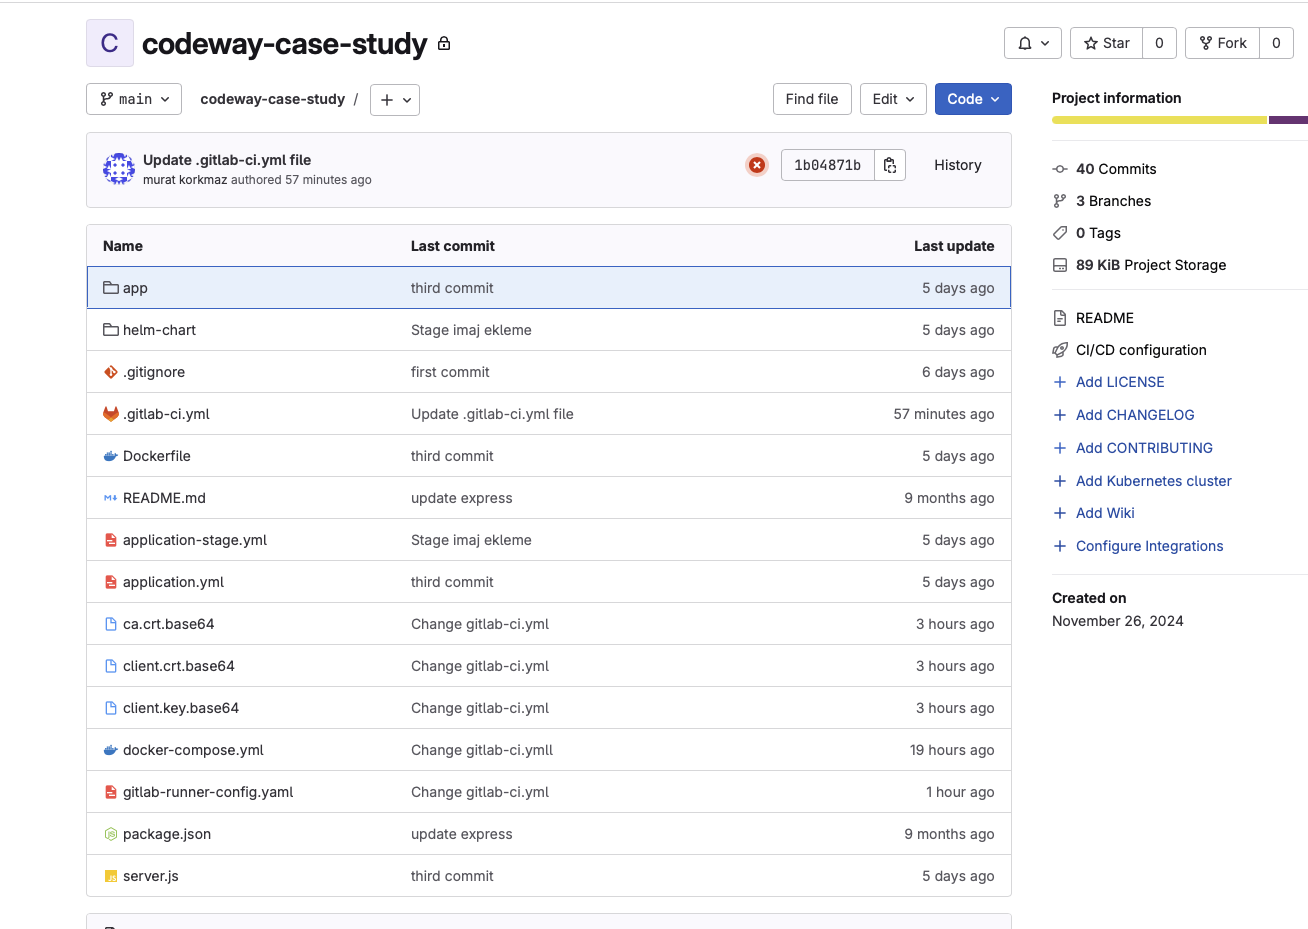 C codeway-case-study
Star 0
Fork 0
main
codeway-case-study / +
Find file
Edit
Code
Update .gitlab-ci.yml file
murat korkmaz authored 57 minutes ago
1b04871b
History
Name Last commit Last update
app third commit 5 days ago
helm-chart Stage imaj ekleme 5 days ago
.gitignore first commit 6 days ago
.gitlab-ci.yml Update .gitlab-ci.yml file 57 minutes ago
Dockerfile third commit 5 days ago
README.md update express 9 months ago
application-stage.yml Stage imaj ekleme 5 days ago
application.yml third commit 5 days ago
ca.crt.base64 Change gitlab-ci.yml 3 hours ago
client.crt.base64 Change gitlab-ci.yml 3 hours ago
client.key.base64 Change gitlab-ci.yml 3 hours ago
docker-compose.yml Change gitlab-ci.ymll 19 hours ago
gitlab-runner-config.yaml Change gitlab-ci.yml 1 hour ago
package.json update express 9 months ago
server.js third commit 5 days ago
Project information
40 Commits
3 Branches
0 Tags
89 KiB Project Storage
README
CI/CD configuration
+ Add LICENSE
+ Add CHANGELOG
+ Add CONTRIBUTING
+ Add Kubernetes cluster
+ Add Wiki
+ Configure Integrations
Created on
November 26, 2024